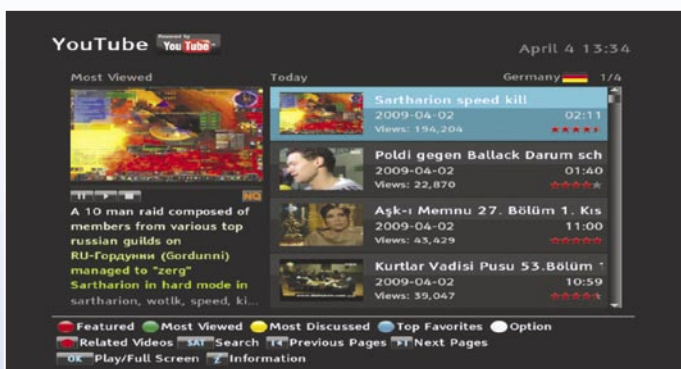 YouTube Powered by YouTube
April 4 13:34
Most Viewed
Today
Germany 1/4
Sartharion speed kill
2009-04-02 02:11
Views: 194,204
Poldi gegen Ballack Darum sch
2009-04-02 01:40
Views: 22,870
Aşk-ı Memnu 27. Bölüm 1. Kıs
2009-04-02 11:00
Views: 43,429
Kurtlar Vadisi Pusu 53.Bölüm
2009-04-02 10:59
Views: 39,047
NQ
A 10 man raid composed of
members from various top
russian guilds on
RU-Гордунни (Gordunni)
managed to "zerg"
Sartharion in hard mode in
sartharion, wotlk, speed, ki...
Featured Most Viewed Most Discussed Top Favorites Option
Related Videos SAT Search Previous Pages Next Pages
OK Play/Full Screen i Information